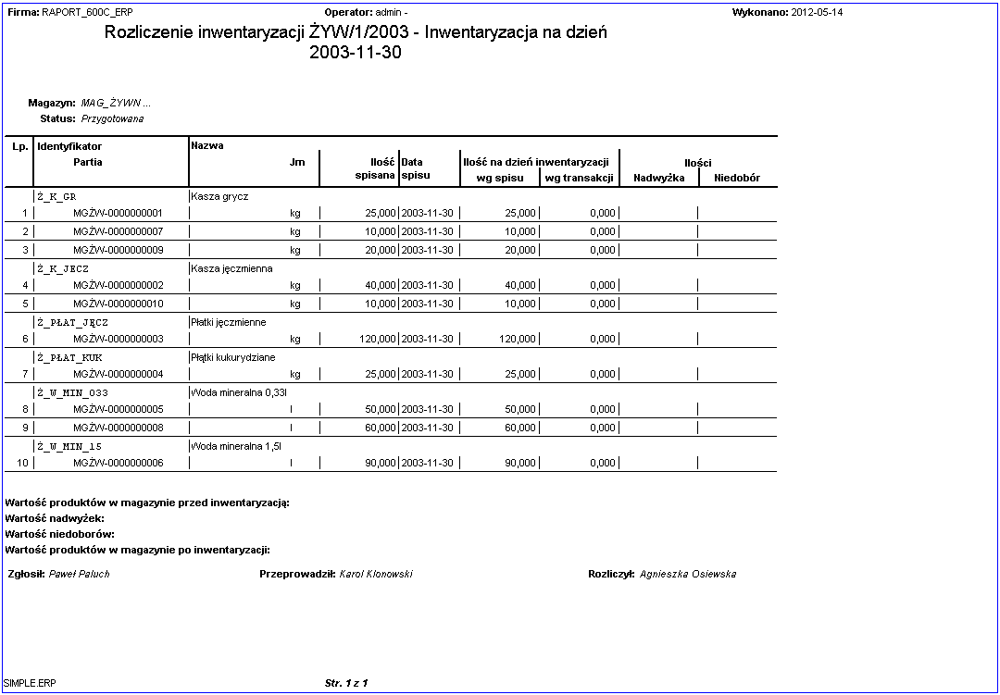 Firma: RAPORT_600C_ERP Operator: admin - Wykonano: 2012-05-14
Rozliczenie inwentaryzacji ŻYW/1/2003 - Inwentaryzacja na dzień
2003-11-30
Magazyn: MAG_ŻYWN ...
Status: Przygotowana
Lp. Identyfikator Nazwa
Partia Jm Ilość Data Ilość na dzień inwentaryzacji Ilości
spisana spisu wg spisu wg transakcji Nadwyżka Niedobór
Ż_K_GR Kasza grycz
1 MGŻW-0000000001 kg 25,000 2003-11-30 25,000 0,000
2 MGŻW-0000000007 kg 10,000 2003-11-30 10,000 0,000
3 MGŻW-0000000009 kg 20,000 2003-11-30 20,000 0,000
Ż_K_JECZ Kasza jęczmienna
4 MGŻW-0000000002 kg 40,000 2003-11-30 40,000 0,000
5 MGŻW-0000000010 kg 10,000 2003-11-30 10,000 0,000
Ż_PŁAT_JĘCZ Płatki jęczmienne
6 MGŻW-0000000003 kg 120,000 2003-11-30 120,000 0,000
Ż_PŁAT_KUK Płątki kukurydziane
7 MGŻW-0000000004 kg 25,000 2003-11-30 25,000 0,000
Ż_W_MIN_033 Woda mineralna 0,33l
8 MGŻW-0000000005 l 50,000 2003-11-30 50,000 0,000
9 MGŻW-0000000008 l 60,000 2003-11-30 60,000 0,000
Ż_W_MIN_15 Woda mineralna 1,5l
10 MGŻW-0000000006 l 90,000 2003-11-30 90,000 0,000
Wartość produktów w magazynie przed inwentaryzacją:
Wartość nadwyżek:
Wartość niedoborów:
Wartość produktów w magazynie po inwentaryzacji:
Zgłosił: Paweł Paluch Przeprowadził: Karol Klonowski Rozliczył: Agnieszka Osiewska
SIMPLE.ERP Str. 1 z 1